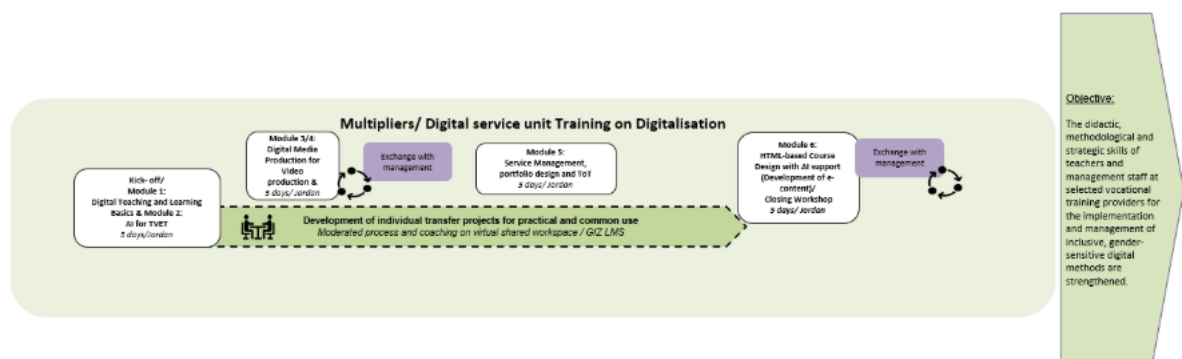 Multipliers/ Digital service unit Training on Digitalisation
Kick- off/
Module 1:
Digital Teaching and Learning
Basics & Module 2:
AI for TVET
5 days/Jordan
Module 3/4:
Digital Media
Production for
Video
production &
5 days/ Jordan
Exchange with
management
Module 5:
Service Management,
portfolio design and ToT
5 days/ Jordan
Module 6:
HTML-based Course
Design with AI support
(Development of e-
content)/
Closing Workshop
5 days/ Jordan
Exchange with
management
Development of individual transfer projects for practical and common use
Moderated process and coaching on virtual shared workspace / GIZ LMS
Objective:
The didactic,
methodological and
strategic skills of
teachers and
management staff at
selected vocational
training providers for
the implementation
and management of
inclusive, gender-
sensitive digital
methods are
strengthened.